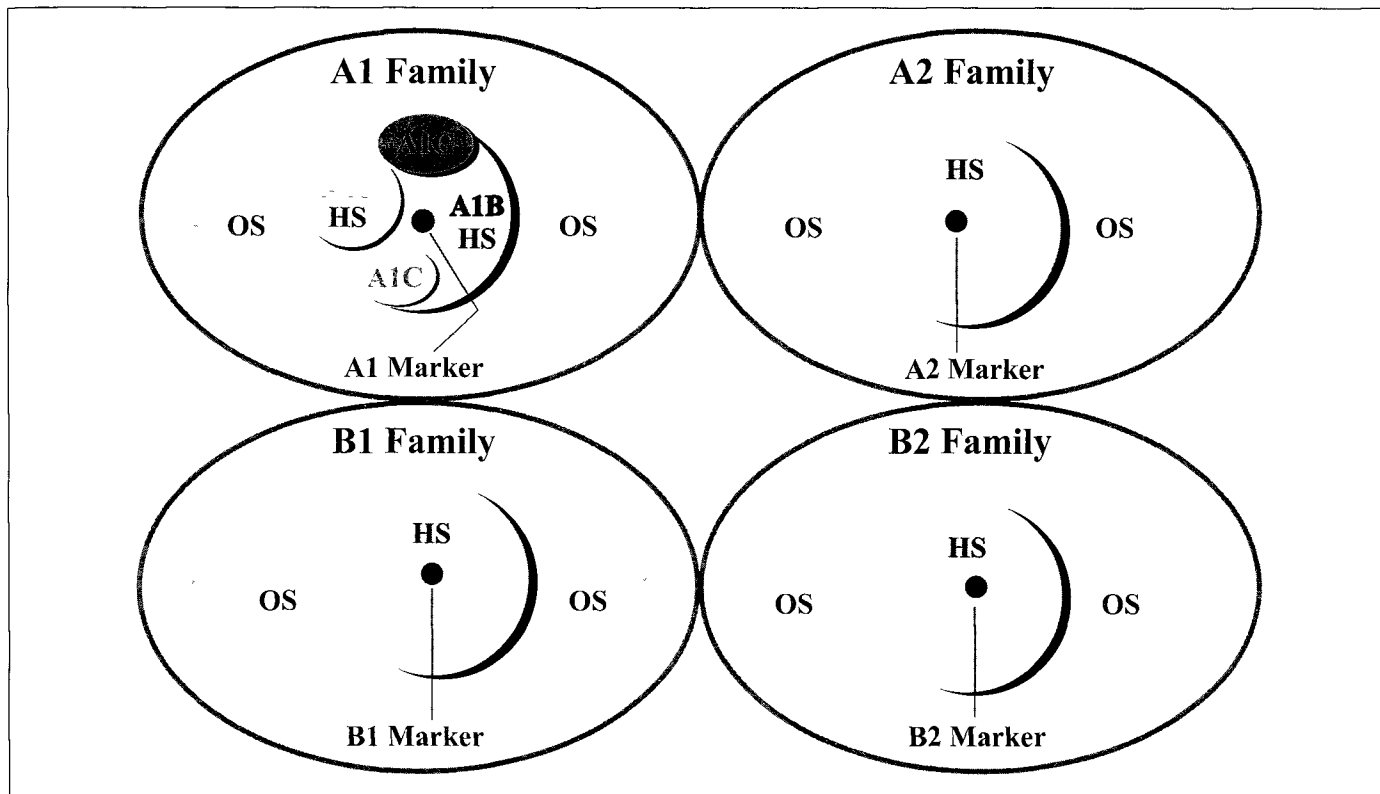 A1 Family
HS
A1B
HS
OS
OS
A1C
A1 Marker
A2 Family
HS
OS
OS
A2 Marker
B1 Family
HS
OS
OS
B1 Marker
B2 Family
HS
OS
OS
B2 Marker